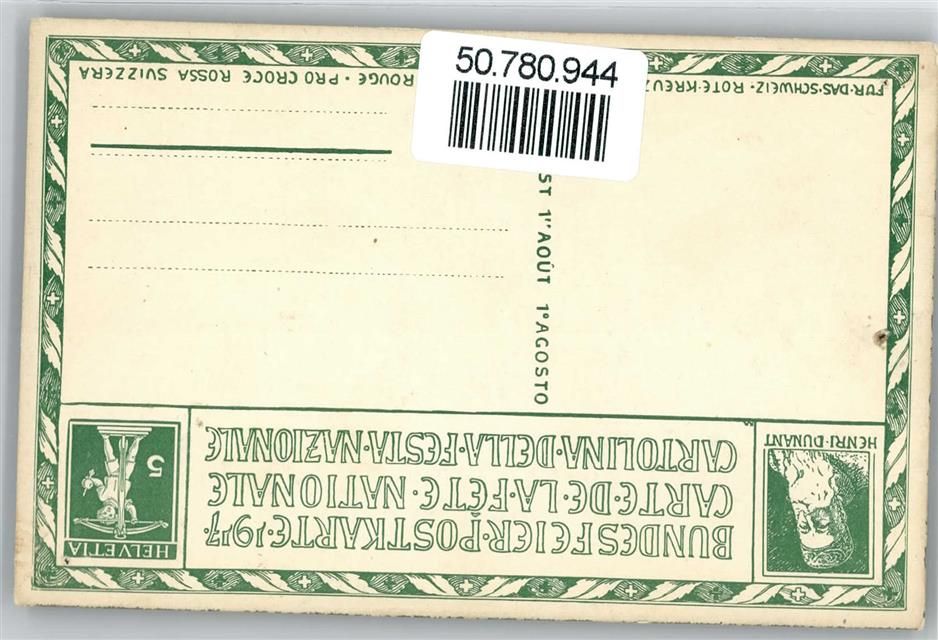 50.780.944
BUNDESFEIER·POSTKARTE·1917·
CARTE·DE·LA·FÊTE·NATIONALE
CARTOLINA·DELLA·FESTA·NAZIONALE
HENRI·DUNANT
HELVETIA
5
ST 1ER AOÛT 1º AGOSTO
FÜR·DAS·SCHWEIZ·ROTE·KREUZ
ROUGE · PRO CROCE ROSSA SVIZZERA